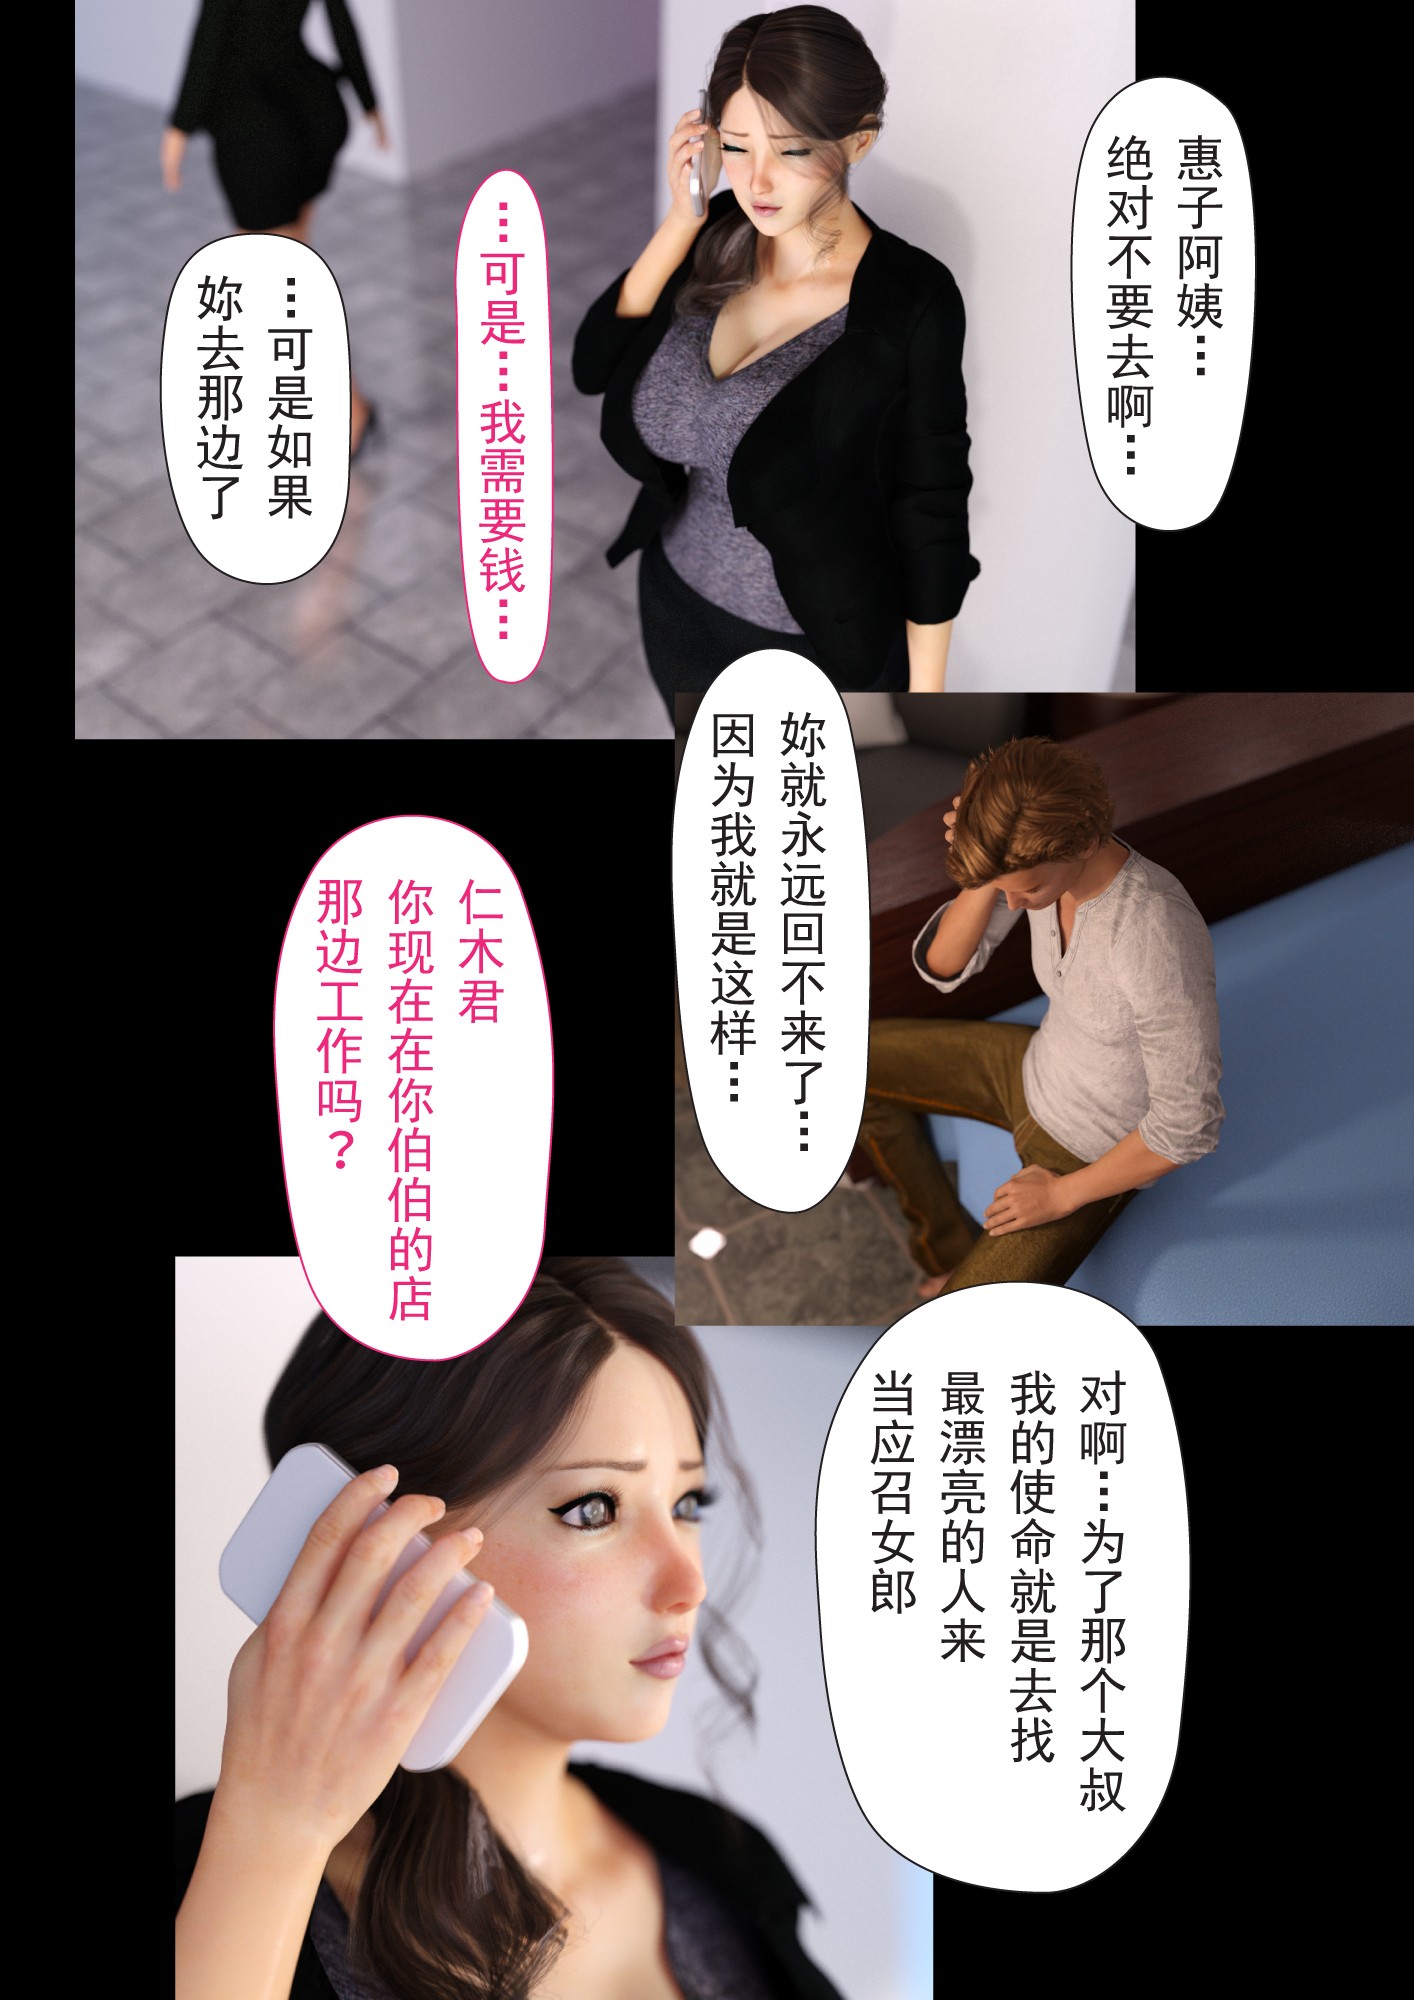 惠子阿姨…
绝对不要去啊…
…可是…我需要钱…
…可是如果
妳去那边了
妳就永远回不来了…
因为我就是这样…
仁木君
你现在在你伯伯的店
那边工作吗？
对啊…为了那个大叔
我的使命就是去找
最漂亮的人来
当应召女郎